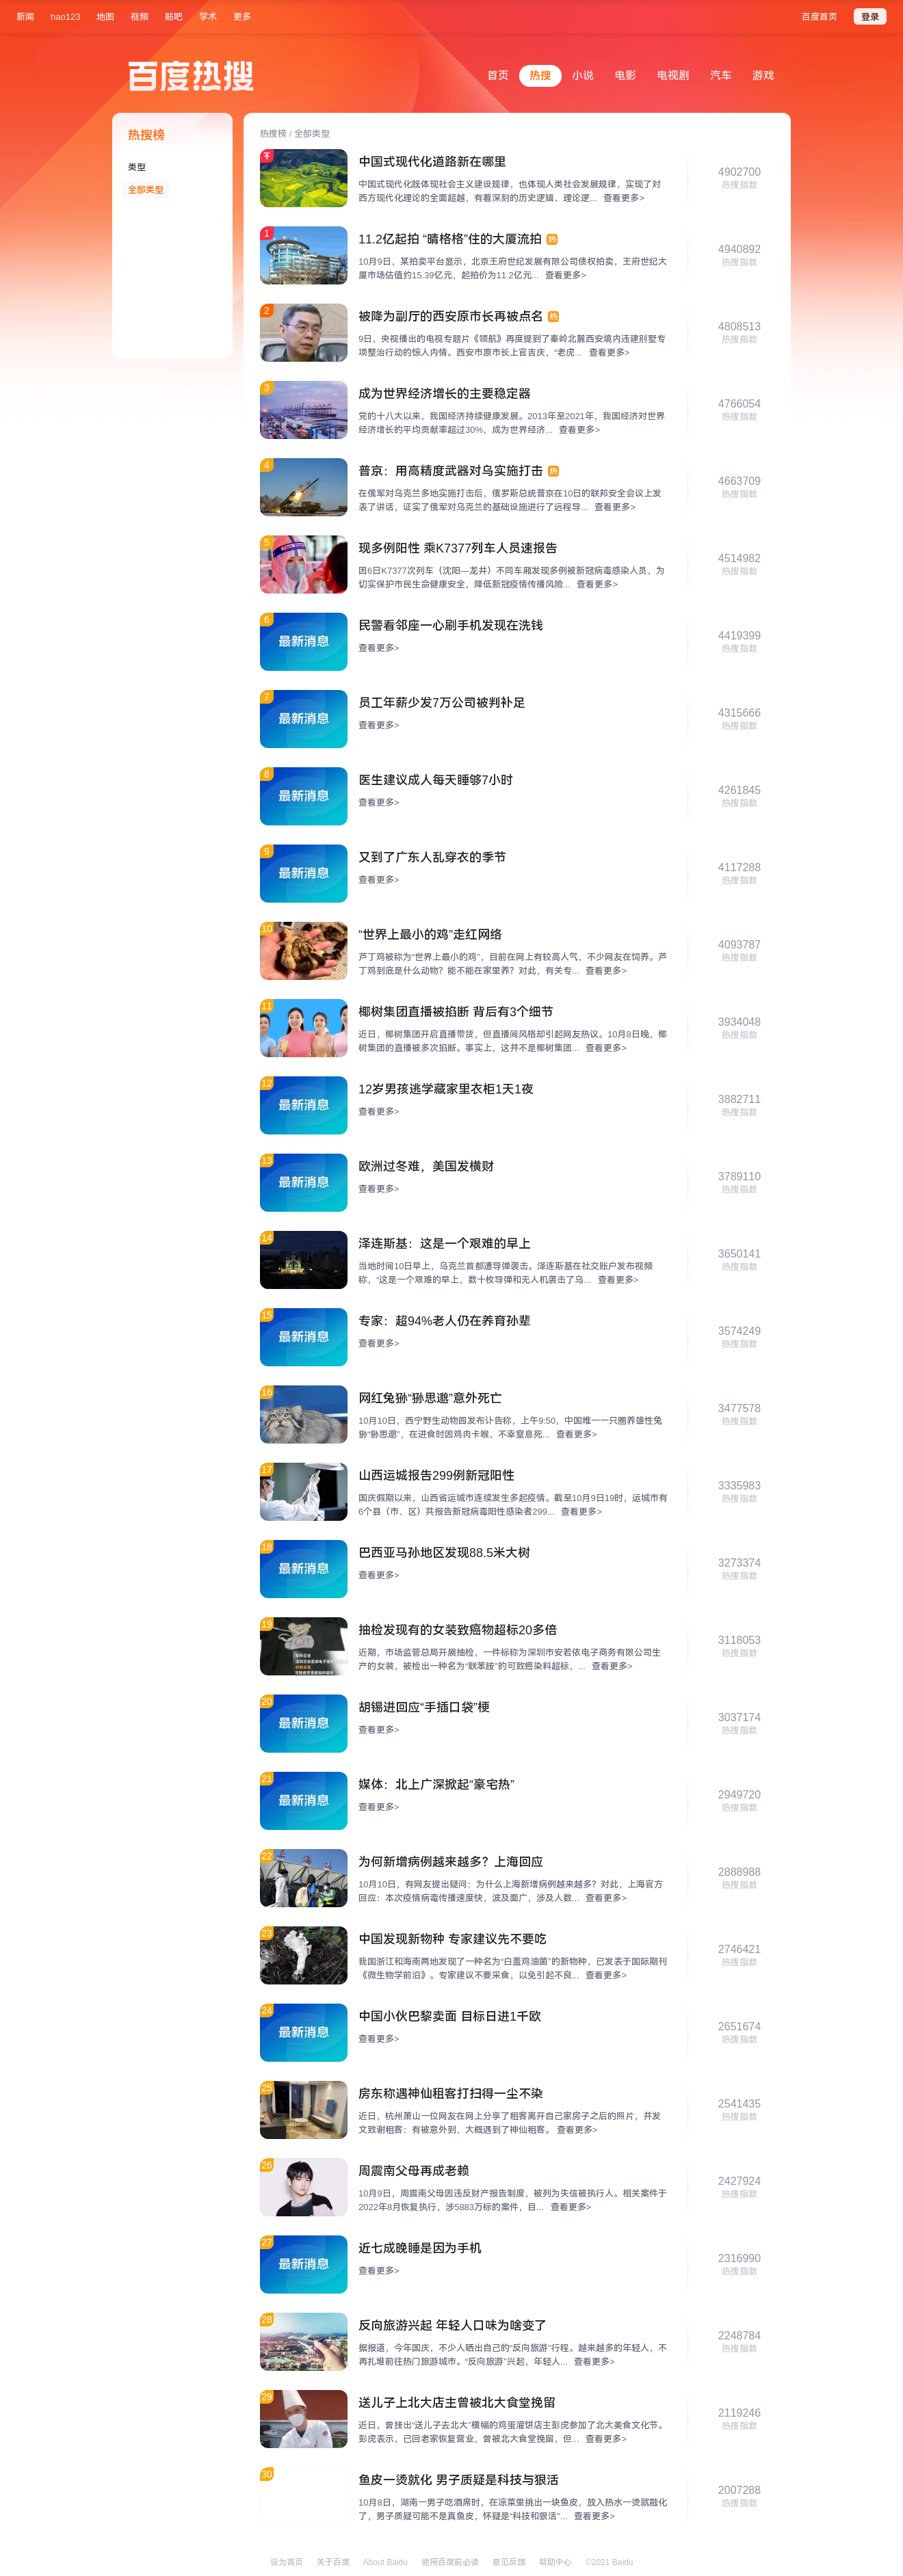 新闻 hao123 地图 视频 贴吧 学术 更多 百度首页 登录
百度热搜
首页 热搜 小说 电影 电视剧 汽车 游戏
热搜榜
类型
全部类型
热搜榜 / 全部类型
中国式现代化道路新在哪里
中国式现代化既体现社会主义建设规律，也体现人类社会发展规律，实现了对
西方现代化理论的全面超越，有着深刻的历史逻辑、理论逻... 查看更多>
4902700
热搜指数
1
11.2亿起拍 “晴格格”住的大厦流拍 热
10月9日，某拍卖平台显示，北京王府世纪发展有限公司债权拍卖，王府世纪大
厦市场估值约15.39亿元，起拍价为11.2亿元... 查看更多>
4940892
热搜指数
2
被降为副厅的西安原市长再被点名 热
9日，央视播出的电视专题片《领航》再度提到了秦岭北麓西安境内违建别墅专
项整治行动的惊人内情。西安市原市长上官吉庆，“老虎... 查看更多>
4808513
热搜指数
3
成为世界经济增长的主要稳定器
党的十八大以来，我国经济持续健康发展。2013年至2021年，我国经济对世界
经济增长的平均贡献率超过30%，成为世界经济... 查看更多>
4766054
热搜指数
4
普京：用高精度武器对乌实施打击 热
在俄军对乌克兰多地实施打击后，俄罗斯总统普京在10日的联邦安全会议上发
表了讲话，证实了俄军对乌克兰的基础设施进行了远程导... 查看更多>
4663709
热搜指数
5
现多例阳性 乘K7377列车人员速报告
因6日K7377次列车（沈阳—龙井）不同车厢发现多例被新冠病毒感染人员，为
切实保护市民生命健康安全，降低新冠疫情传播风险... 查看更多>
4514982
热搜指数
6
最新消息
民警看邻座一心刷手机发现在洗钱
查看更多>
4419399
热搜指数
7
最新消息
员工年薪少发7万公司被判补足
查看更多>
4315666
热搜指数
8
最新消息
医生建议成人每天睡够7小时
查看更多>
4261845
热搜指数
9
最新消息
又到了广东人乱穿衣的季节
查看更多>
4117288
热搜指数
10
“世界上最小的鸡”走红网络
芦丁鸡被称为“世界上最小的鸡”，目前在网上有较高人气，不少网友在饲养。芦
丁鸡到底是什么动物？能不能在家里养？对此，有关专... 查看更多>
4093787
热搜指数
11
椰树集团直播被掐断 背后有3个细节
近日，椰树集团开启直播带货，但直播间风格却引起网友热议。10月8日晚，椰
树集团的直播被多次掐断。事实上，这并不是椰树集团... 查看更多>
3934048
热搜指数
12
最新消息
12岁男孩逃学藏家里衣柜1天1夜
查看更多>
3882711
热搜指数
13
最新消息
欧洲过冬难，美国发横财
查看更多>
3789110
热搜指数
14
泽连斯基：这是一个艰难的早上
当地时间10日早上，乌克兰首都遭导弹袭击。泽连斯基在社交账户发布视频
称，“这是一个艰难的早上，数十枚导弹和无人机袭击了乌... 查看更多>
3650141
热搜指数
15
最新消息
专家：超94%老人仍在养育孙辈
查看更多>
3574249
热搜指数
16
网红兔狲“狲思邈”意外死亡
10月10日，西宁野生动物园发布讣告称，上午9:50，中国唯一一只圈养雄性兔
狲“狲思邈”，在进食时因鸡肉卡喉，不幸窒息死... 查看更多>
3477578
热搜指数
17
山西运城报告299例新冠阳性
国庆假期以来，山西省运城市连续发生多起疫情。截至10月9日19时，运城市有
6个县（市、区）共报告新冠病毒阳性感染者299... 查看更多>
3335983
热搜指数
18
最新消息
巴西亚马孙地区发现88.5米大树
查看更多>
3273374
热搜指数
19
抽检发现有的女装致癌物超标20多倍
近期，市场监管总局开展抽检，一件标称为深圳市安若依电子商务有限公司生
产的女装，被检出一种名为“联苯胺”的可致癌染料超标，... 查看更多>
3118053
热搜指数
20
最新消息
胡锡进回应“手插口袋”梗
查看更多>
3037174
热搜指数
21
最新消息
媒体：北上广深掀起“豪宅热”
查看更多>
2949720
热搜指数
22
为何新增病例越来越多？上海回应
10月10日，有网友提出疑问：为什么上海新增病例越来越多？对此，上海官方
回应：本次疫情病毒传播速度快，波及面广，涉及人数... 查看更多>
2888988
热搜指数
23
中国发现新物种 专家建议先不要吃
我国浙江和海南两地发现了一种名为“白盖鸡油菌”的新物种，已发表于国际期刊
《微生物学前沿》。专家建议不要采食，以免引起不良... 查看更多>
2746421
热搜指数
24
最新消息
中国小伙巴黎卖面 目标日进1千欧
查看更多>
2651674
热搜指数
25
房东称遇神仙租客打扫得一尘不染
近日，杭州萧山一位网友在网上分享了租客离开自己家房子之后的照片，并发
文致谢租客：有被意外到，大概遇到了神仙租客。 查看更多>
2541435
热搜指数
26
周震南父母再成老赖
10月9日，周震南父母因违反财产报告制度，被列为失信被执行人。相关案件于
2022年8月恢复执行，涉5883万标的案件，目... 查看更多>
2427924
热搜指数
27
最新消息
近七成晚睡是因为手机
查看更多>
2316990
热搜指数
28
反向旅游兴起 年轻人口味为啥变了
据报道，今年国庆，不少人晒出自己的“反向旅游”行程。越来越多的年轻人，不
再扎堆前往热门旅游城市。“反向旅游”兴起，年轻人... 查看更多>
2248784
热搜指数
29
送儿子上北大店主曾被北大食堂挽留
近日，曾挂出“送儿子去北大”横幅的鸡蛋灌饼店主彭虎参加了北大美食文化节。
彭虎表示，已回老家恢复营业，曾被北大食堂挽留，但... 查看更多>
2119246
热搜指数
30
鱼皮一烫就化 男子质疑是科技与狠活
10月8日，湖南一男子吃酒席时，在凉菜里挑出一块鱼皮，放入热水一烫就融化
了，男子质疑可能不是真鱼皮，怀疑是“科技和狠活”... 查看更多>
2007288
热搜指数
设为首页 关于百度 About Baidu 使用百度前必读 意见反馈 帮助中心 ©2021 Baidu